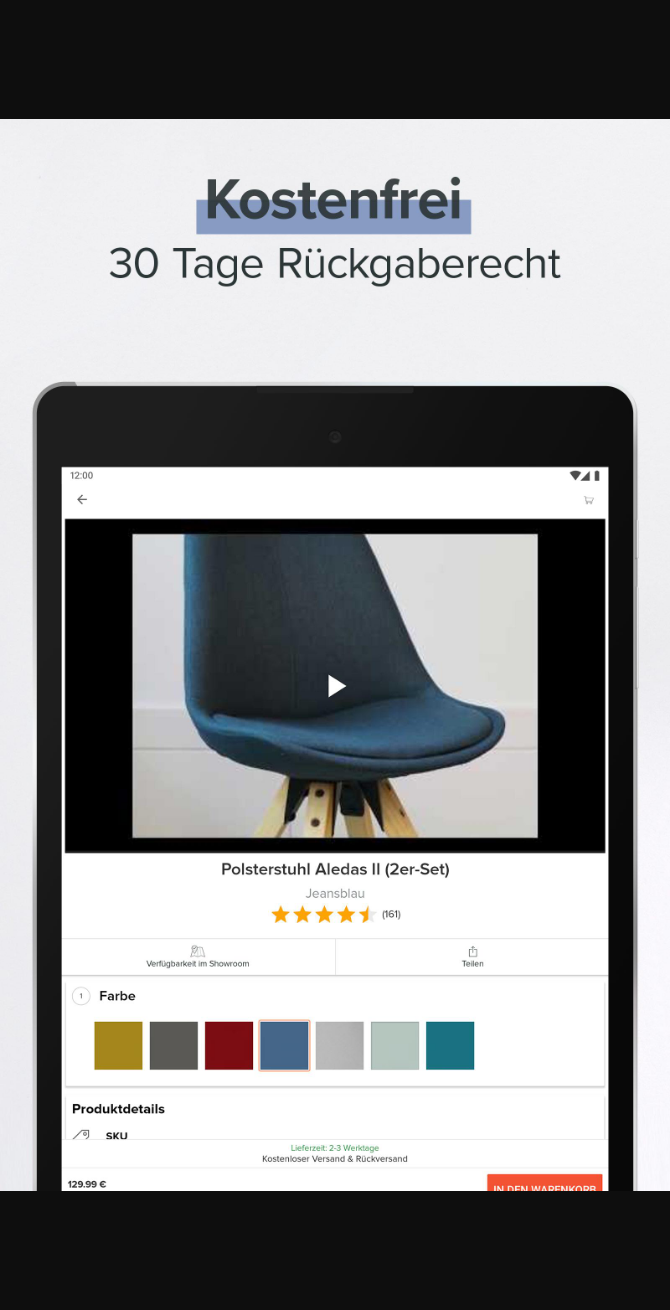 Kostenfrei
30 Tage Rückgaberecht
12:00
Polsterstuhl Aledas II (2er-Set)
Jeansblau
(161)
Verfügbarkeit im Showroom
Teilen
1
Farbe
Produktdetails
SKU
Lieferzeit: 2-3 Werktage
Kostenloser Versand & Rückversand
129.99 €
IN DEN WARENKORB